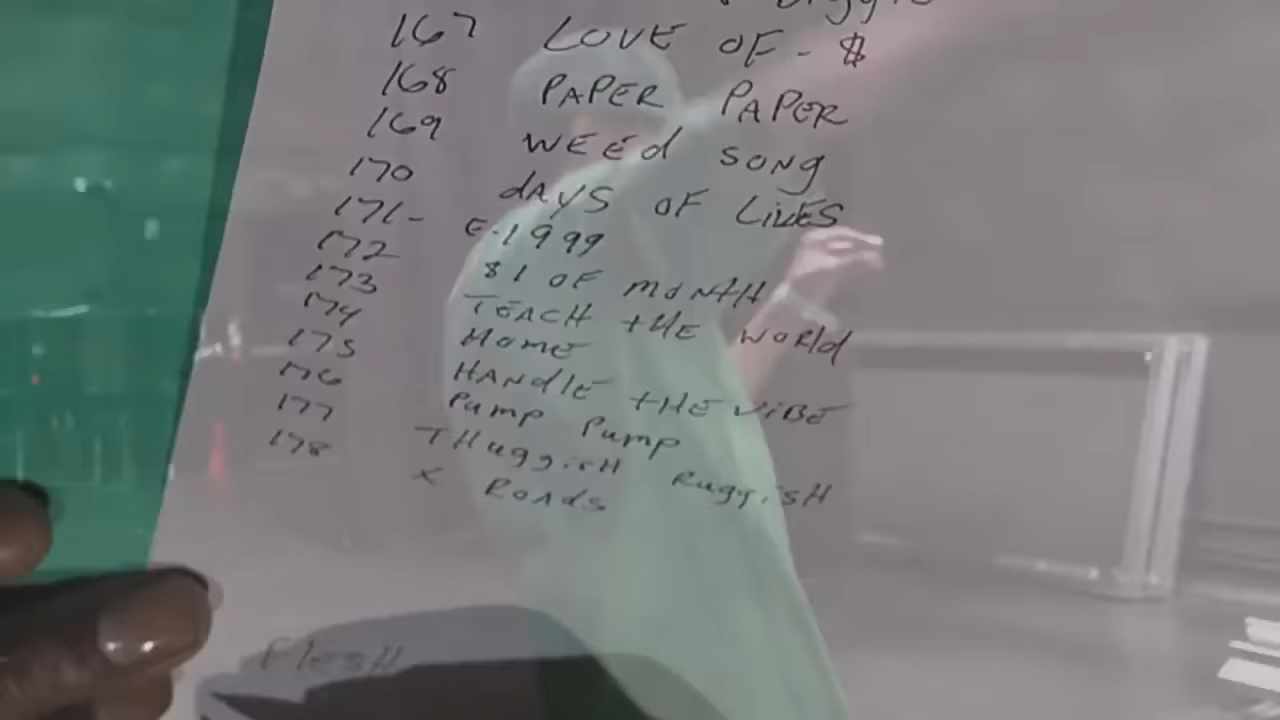 167 LOVE OF - $
168 PAPER PAPER
169 WEEd SONG
170 dAYS OF LiVES
171- E-1999
172 $1 OF MONTH
173 TEACH tHE WORld
174 HOME
175 HANdlE tHE ViBE
176 PUMP PUMP
177 THuggisH RuggisH
178 X ROAds
FlesH